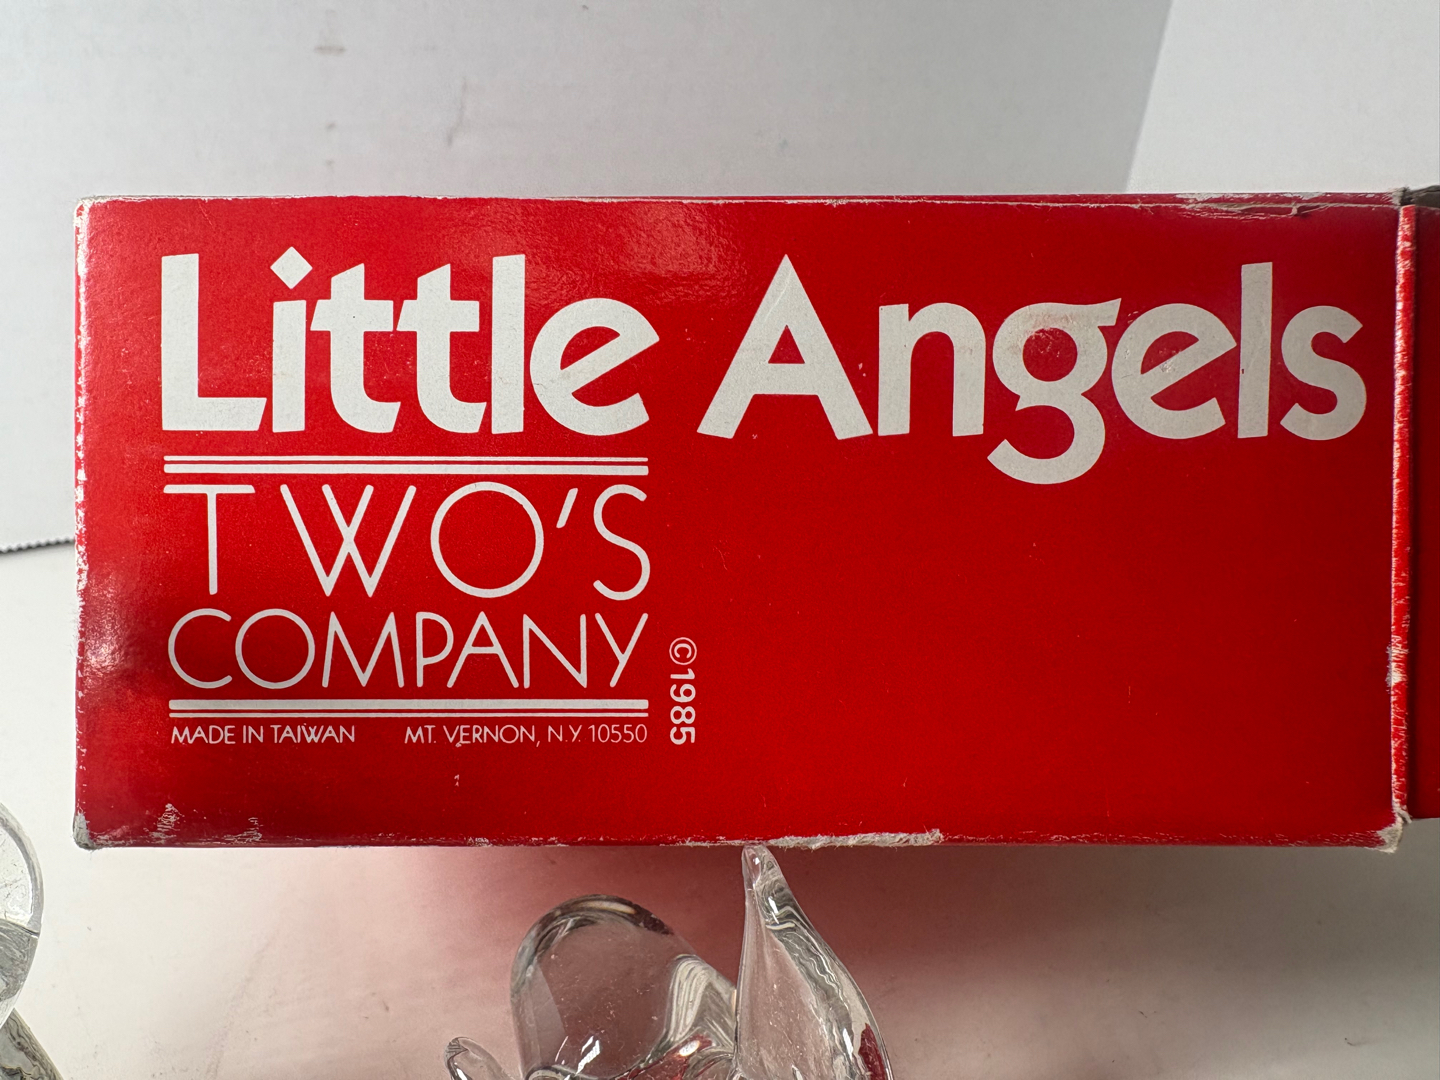 Little Angels
TWO'S
COMPANY
MADE IN TAIWAN MT. VERNON, N.Y. 10550
©1985